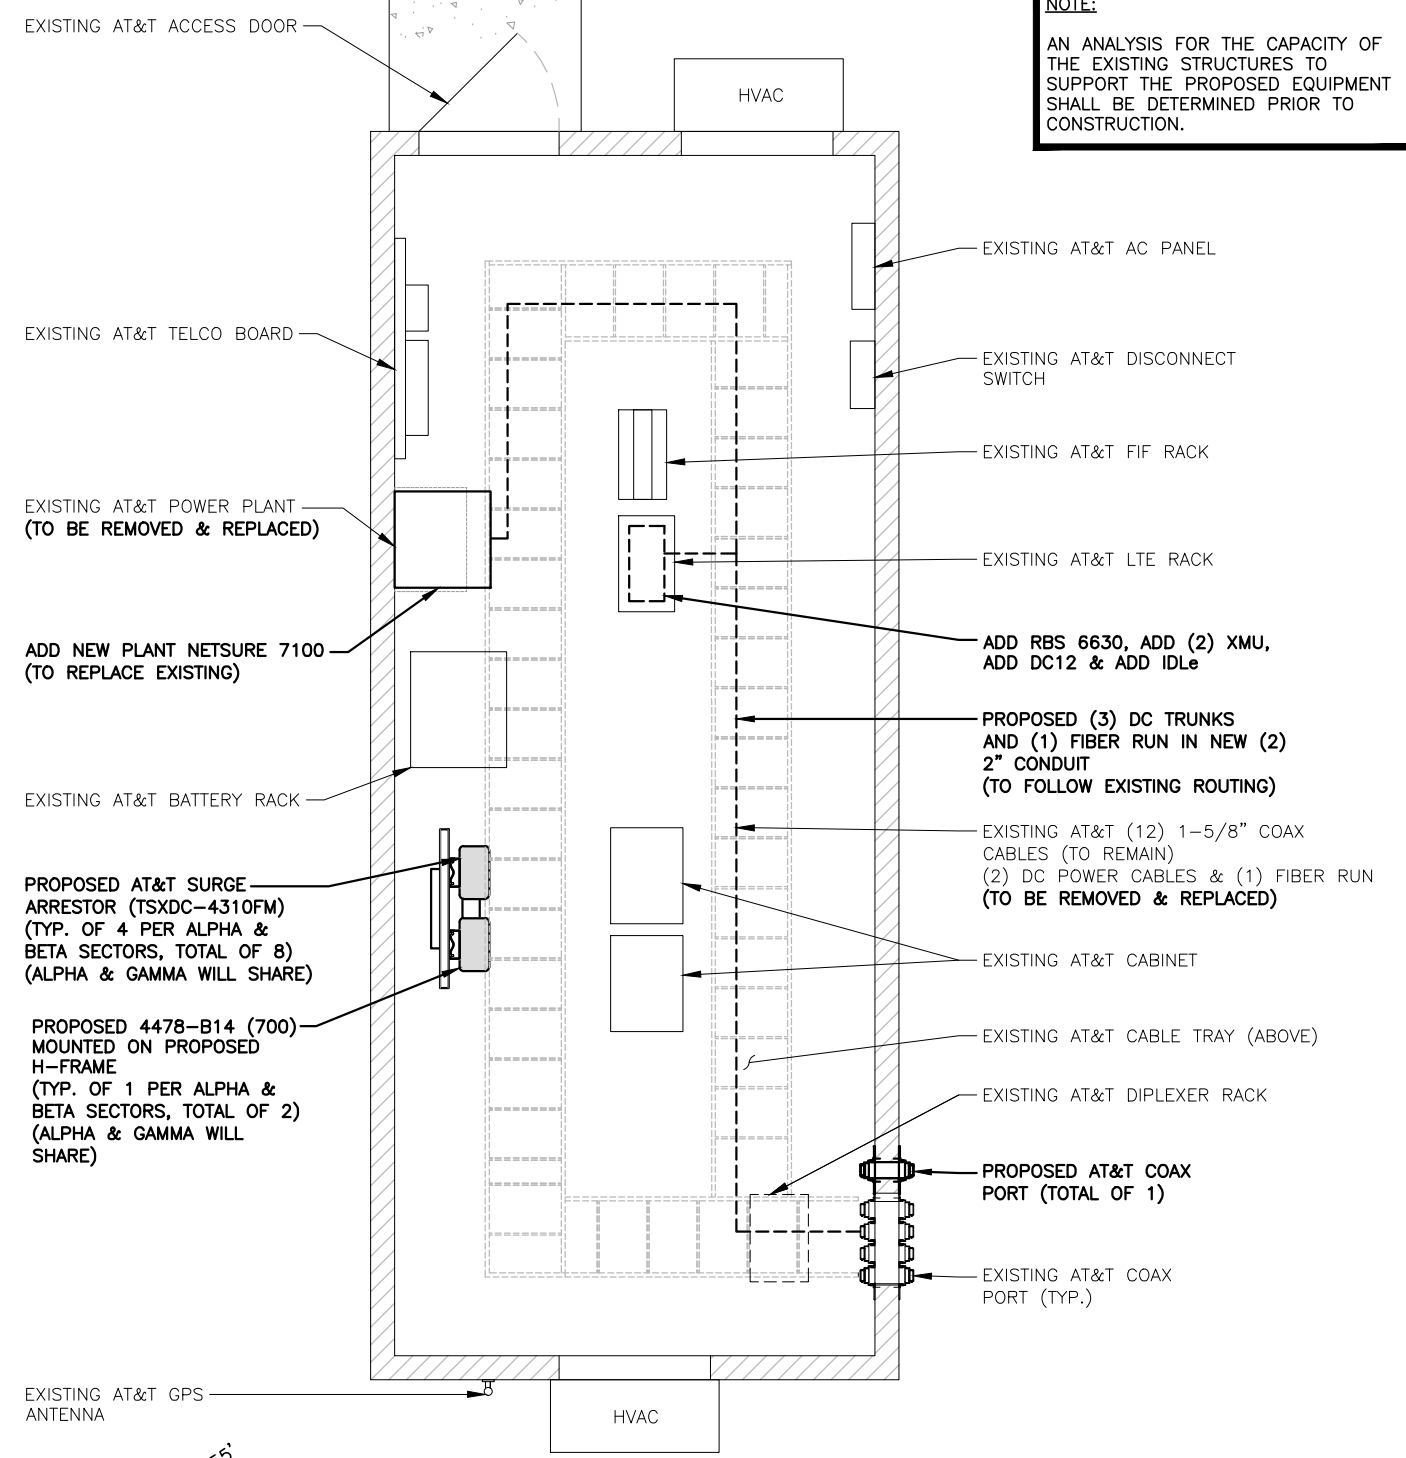 EXISTING AT&T ACCESS DOOR
HVAC
NOTE:
AN ANALYSIS FOR THE CAPACITY OF
THE EXISTING STRUCTURES TO
SUPPORT THE PROPOSED EQUIPMENT
SHALL BE DETERMINED PRIOR TO
CONSTRUCTION.
EXISTING AT&T TELCO BOARD
EXISTING AT&T POWER PLANT
(TO BE REMOVED & REPLACED)
ADD NEW PLANT NETSURE 7100
(TO REPLACE EXISTING)
EXISTING AT&T BATTERY RACK
PROPOSED AT&T SURGE
ARRESTOR (TSXDC-4310FM)
(TYP. OF 4 PER ALPHA &
BETA SECTORS, TOTAL OF 8)
(ALPHA & GAMMA WILL SHARE)
PROPOSED 4478-B14 (700)
MOUNTED ON PROPOSED
H-FRAME
(TYP. OF 1 PER ALPHA &
BETA SECTORS, TOTAL OF 2)
(ALPHA & GAMMA WILL
SHARE)
EXISTING AT&T GPS
ANTENNA
EXISTING AT&T AC PANEL
EXISTING AT&T DISCONNECT
SWITCH
EXISTING AT&T FIF RACK
EXISTING AT&T LTE RACK
ADD RBS 6630, ADD (2) XMU,
ADD DC12 & ADD IDLe
PROPOSED (3) DC TRUNKS
AND (1) FIBER RUN IN NEW (2)
2" CONDUIT
(TO FOLLOW EXISTING ROUTING)
EXISTING AT&T (12) 1-5/8" COAX
CABLES (TO REMAIN)
(2) DC POWER CABLES & (1) FIBER RUN
(TO BE REMOVED & REPLACED)
EXISTING AT&T CABINET
EXISTING AT&T CABLE TRAY (ABOVE)
EXISTING AT&T DIPLEXER RACK
PROPOSED AT&T COAX
PORT (TOTAL OF 1)
EXISTING AT&T COAX
PORT (TYP.)
HVAC